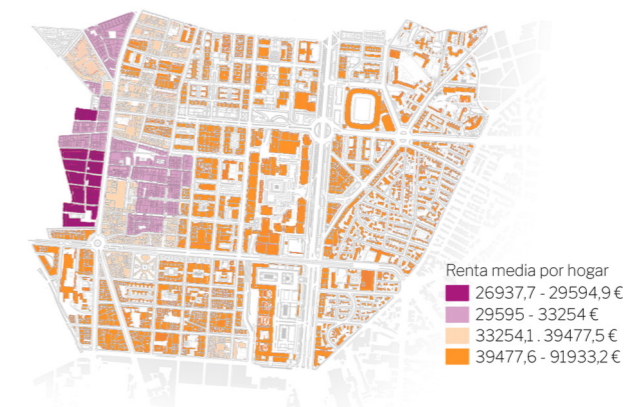 Renta media por hogar
26937,7 - 29594,9 €
29595 - 33254 €
33254,1 . 39477,5 €
39477,6 - 91933,2 €